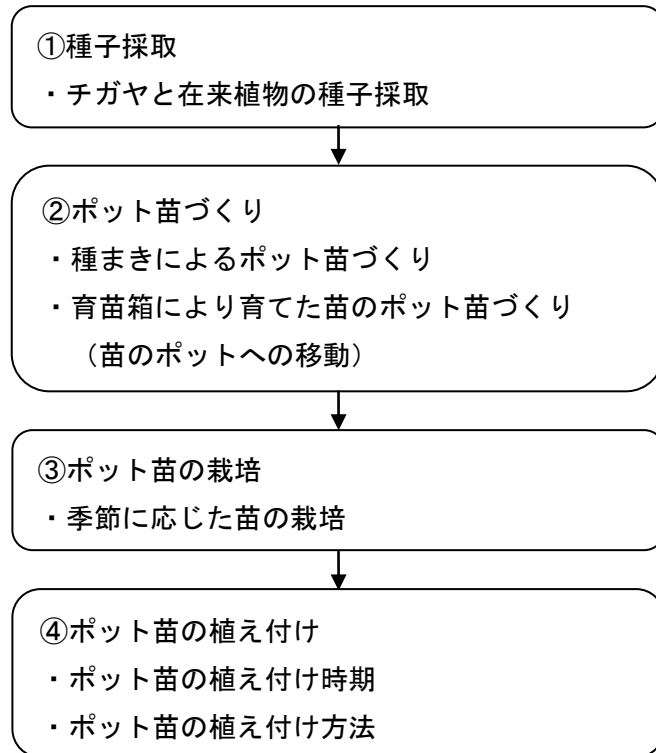 ①種子採取
・チガヤと在来植物の種子採取
②ポット苗づくり
・種まきによるポット苗づくり
・育苗箱により育てた苗のポット苗づくり
（苗のポットへの移動）
③ポット苗の栽培
・季節に応じた苗の栽培
④ポット苗の植え付け
・ポット苗の植え付け時期
・ポット苗の植え付け方法